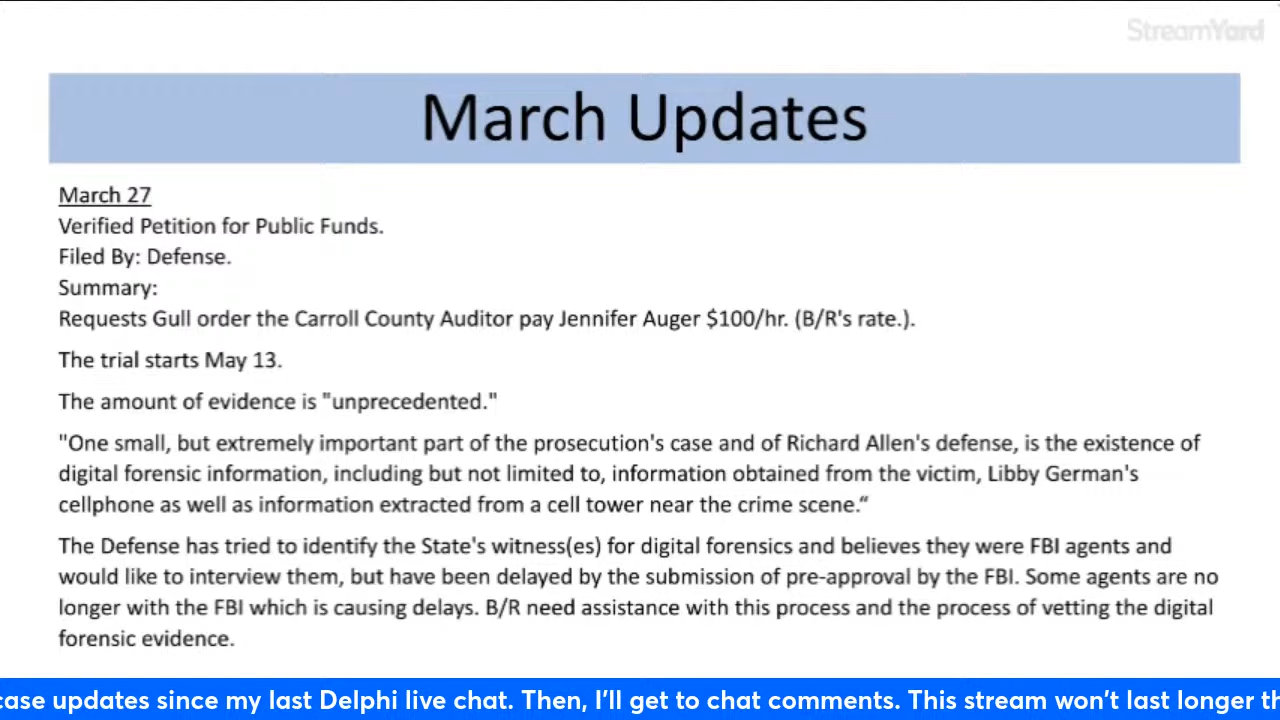 StreamYard
March Updates
March 27
Verified Petition for Public Funds.
Filed By: Defense.
Summary:
Requests Gull order the Carroll County Auditor pay Jennifer Auger $100/hr. (B/R's rate.).
The trial starts May 13.
The amount of evidence is "unprecedented."
"One small, but extremely important part of the prosecution's case and of Richard Allen's defense, is the existence of
digital forensic information, including but not limited to, information obtained from the victim, Libby German's
cellphone as well as information extracted from a cell tower near the crime scene.“
The Defense has tried to identify the State's witness(es) for digital forensics and believes they were FBI agents and
would like to interview them, but have been delayed by the submission of pre-approval by the FBI. Some agents are no
longer with the FBI which is causing delays. B/R need assistance with this process and the process of vetting the digital
forensic evidence.
case updates since my last Delphi live chat. Then, I’ll get to chat comments. This stream won’t last longer th